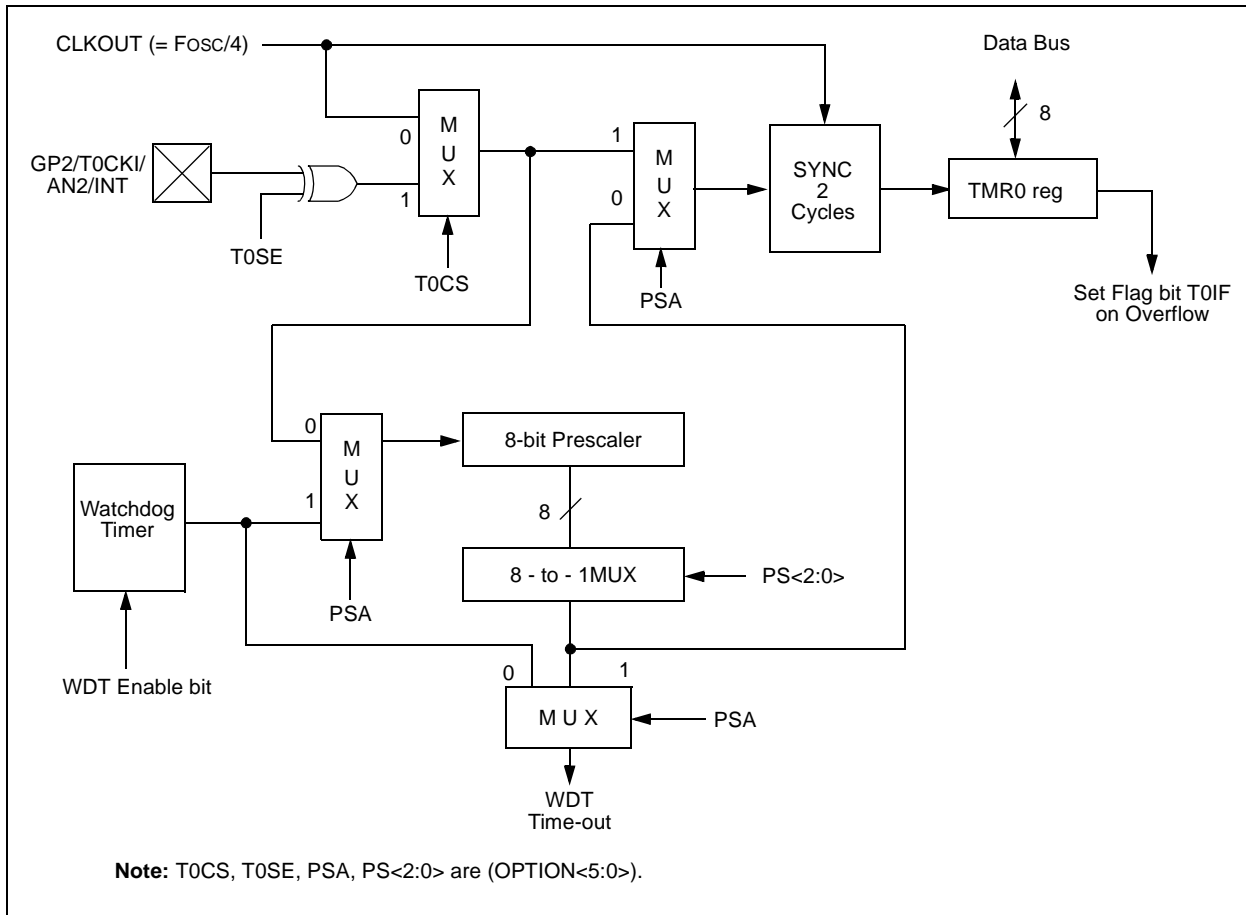 CLKOUT (= FOSC/4)
Data Bus
8
GP2/T0CKI/
AN2/INT
T0SE
0
1
M
U
X
T0CS
1
0
M
U
X
PSA
SYNC
2
Cycles
TMR0 reg
Set Flag bit T0IF
on Overflow
0
1
M
U
X
PSA
8-bit Prescaler
8
8 - to - 1MUX
PS<2:0>
Watchdog
Timer
WDT Enable bit
0
1
M U X
PSA
WDT
Time-out
Note: T0CS, T0SE, PSA, PS<2:0> are (OPTION<5:0>).